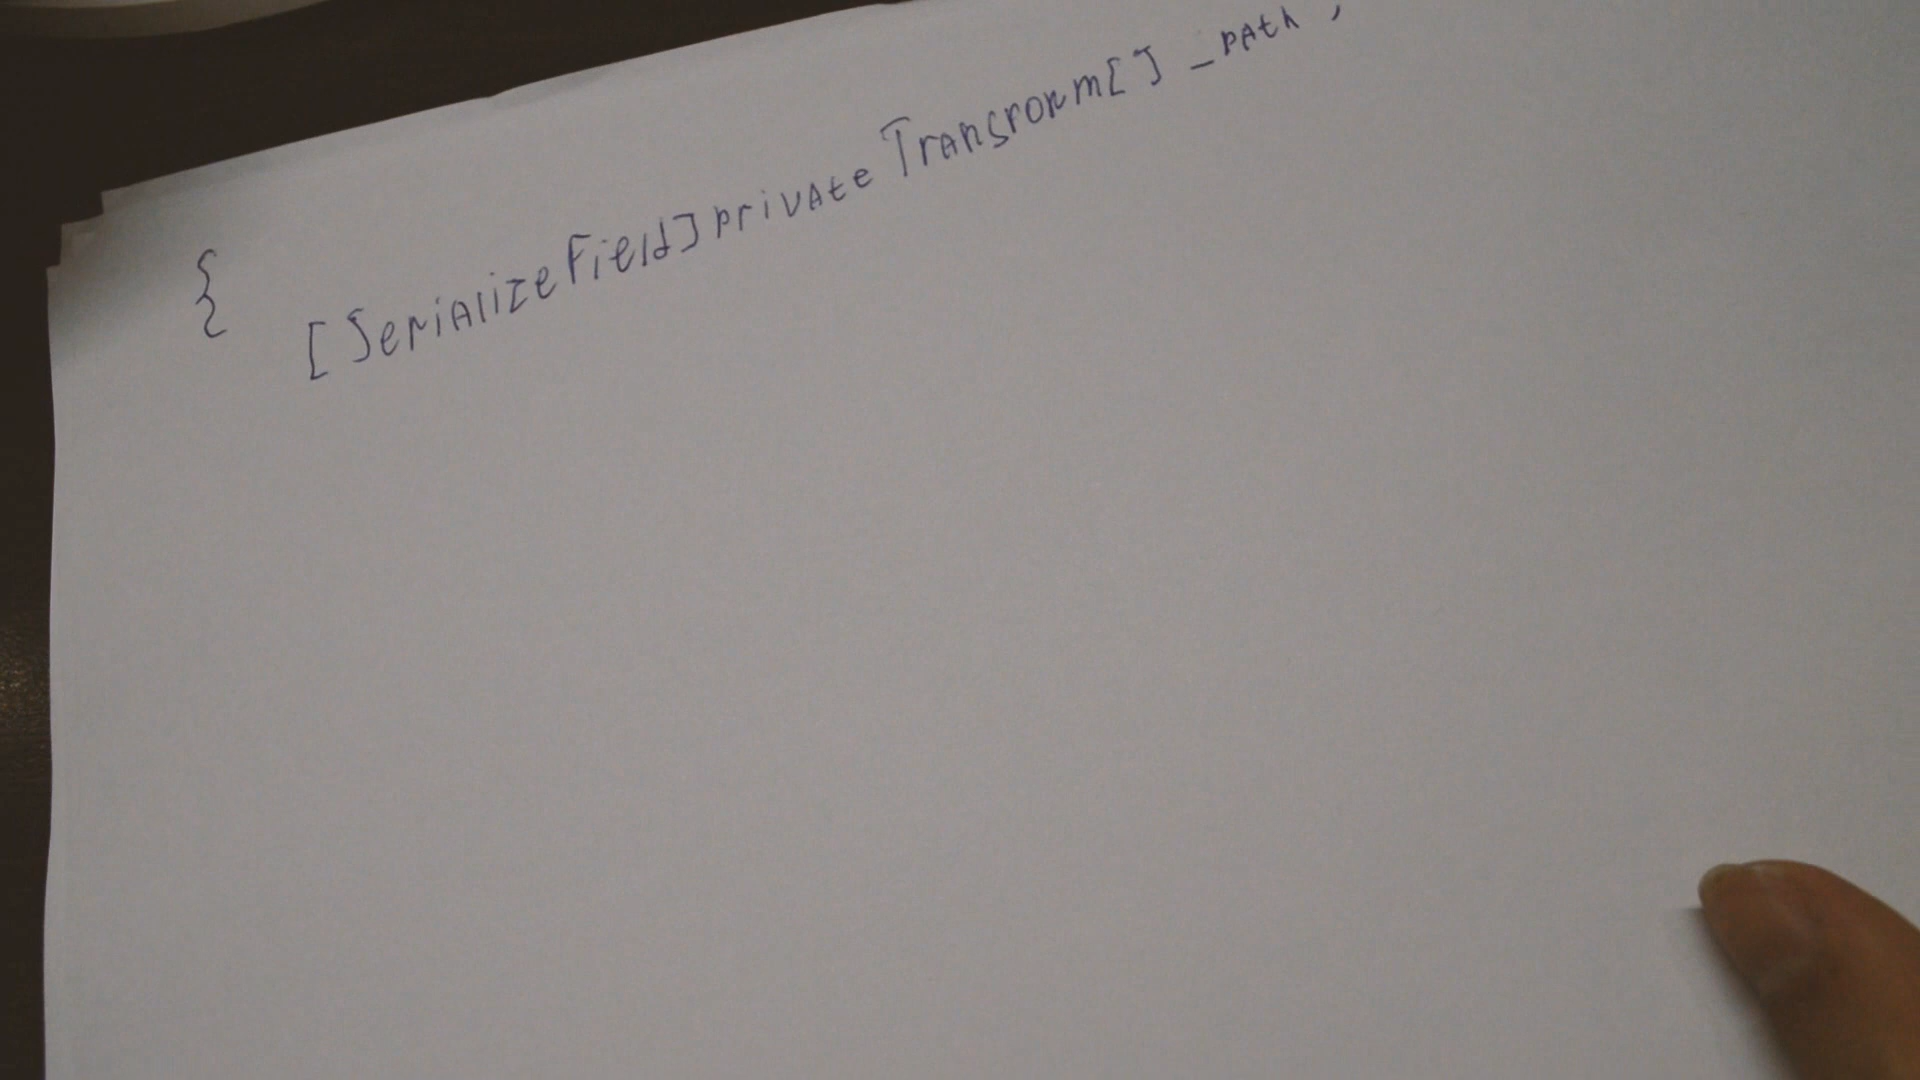 {
[SerializeField] private Transform[] _path;